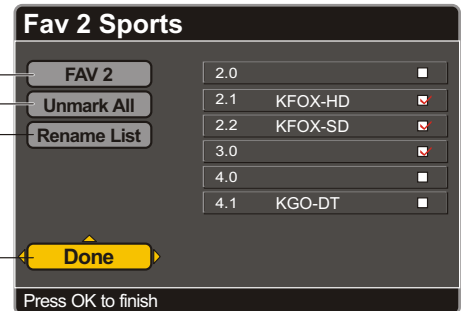 Fav 2 Sports
FAV 2
Unmark All
Rename List
Done
2.0
2.1 KFOX-HD
2.2 KFOX-SD
3.0
4.0
4.1 KGO-DT
Press OK to finish